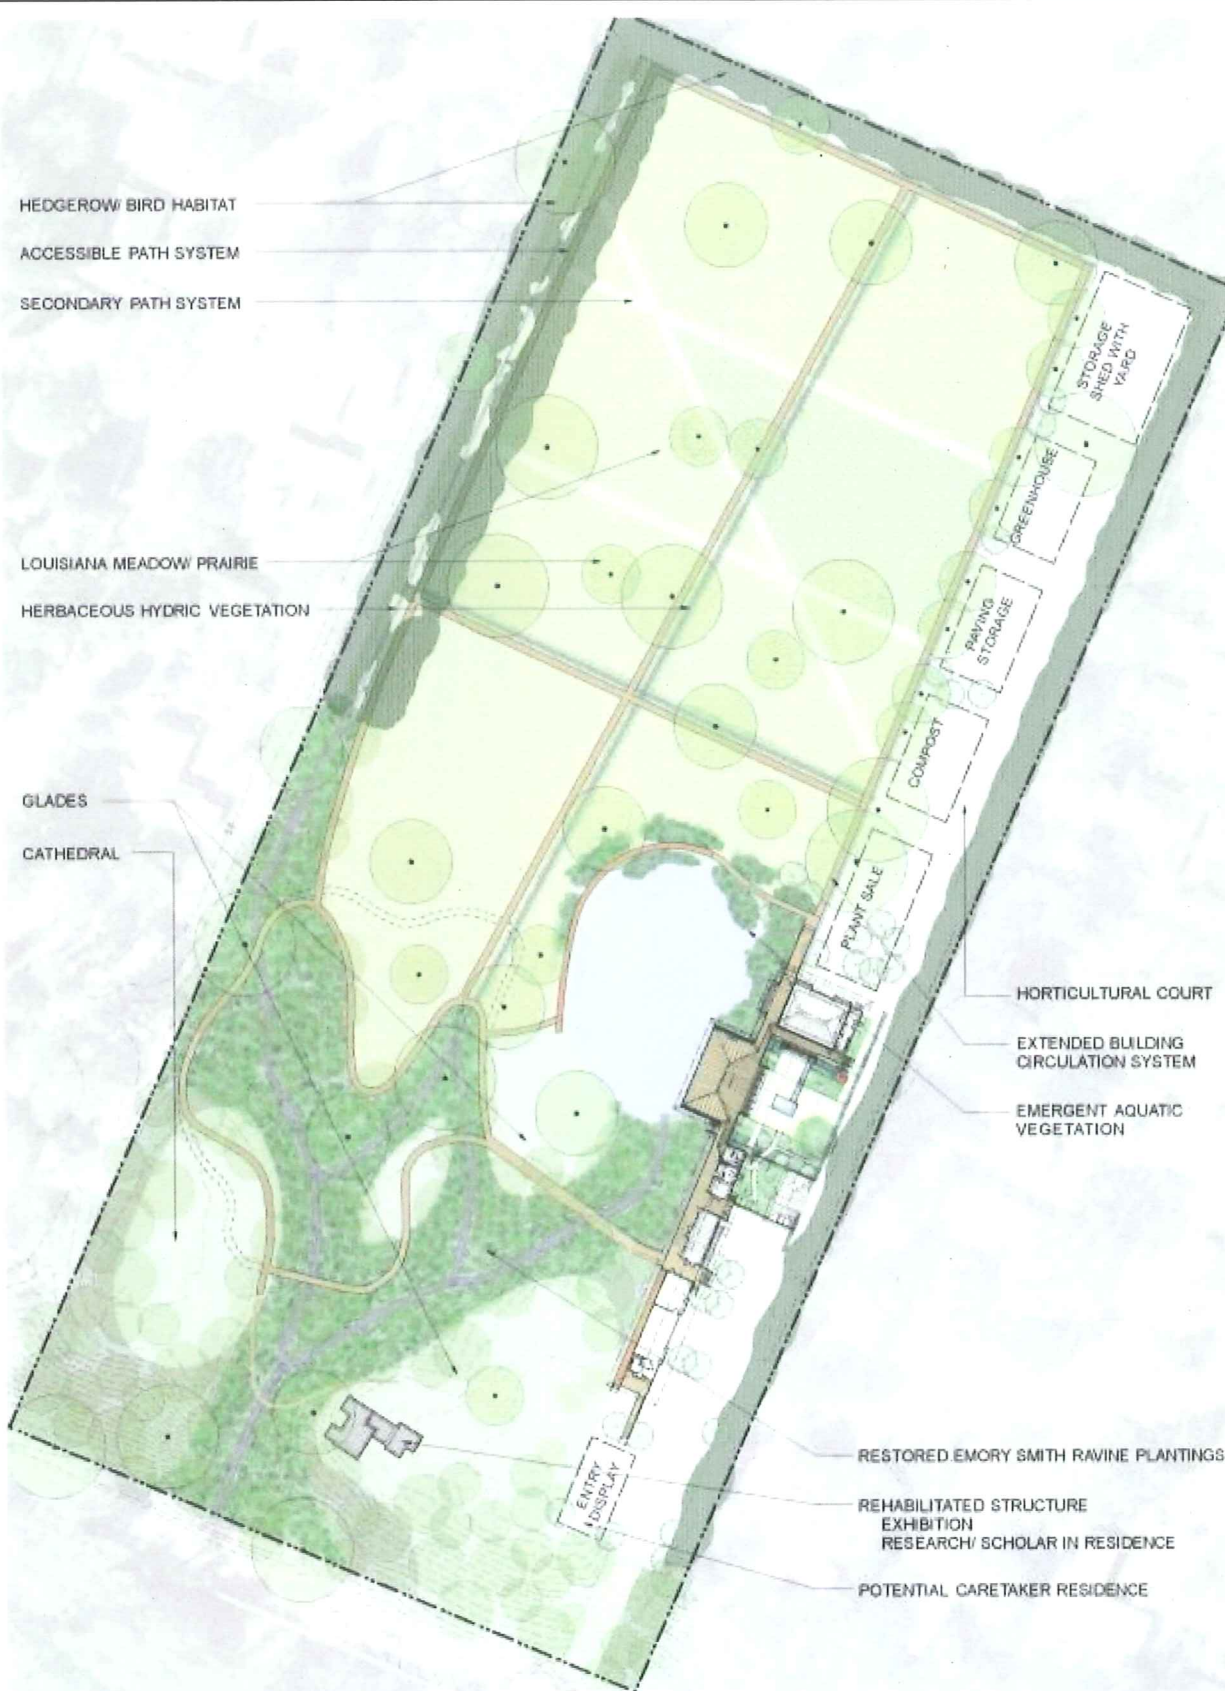 HEDGEROW/ BIRD HABITAT
ACCESSIBLE PATH SYSTEM
SECONDARY PATH SYSTEM
STORAGE
SHED WITH
YARD
GREENHOUSE
LOUISIANA MEADOW/ PRAIRIE
HERBACEOUS HYDRIC VEGETATION
PAVING
STORAGE
COMPOST
GLADES
CATHEDRAL
PLANT SALE
HORTICULTURAL COURT
EXTENDED BUILDING
CIRCULATION SYSTEM
EMERGENT AQUATIC
VEGETATION
RESTORED EMORY SMITH RAVINE PLANTINGS
ENTRY
DISPLAY
REHABILITATED STRUCTURE
EXHIBITION
RESEARCH/ SCHOLAR IN RESIDENCE
POTENTIAL CARETAKER RESIDENCE